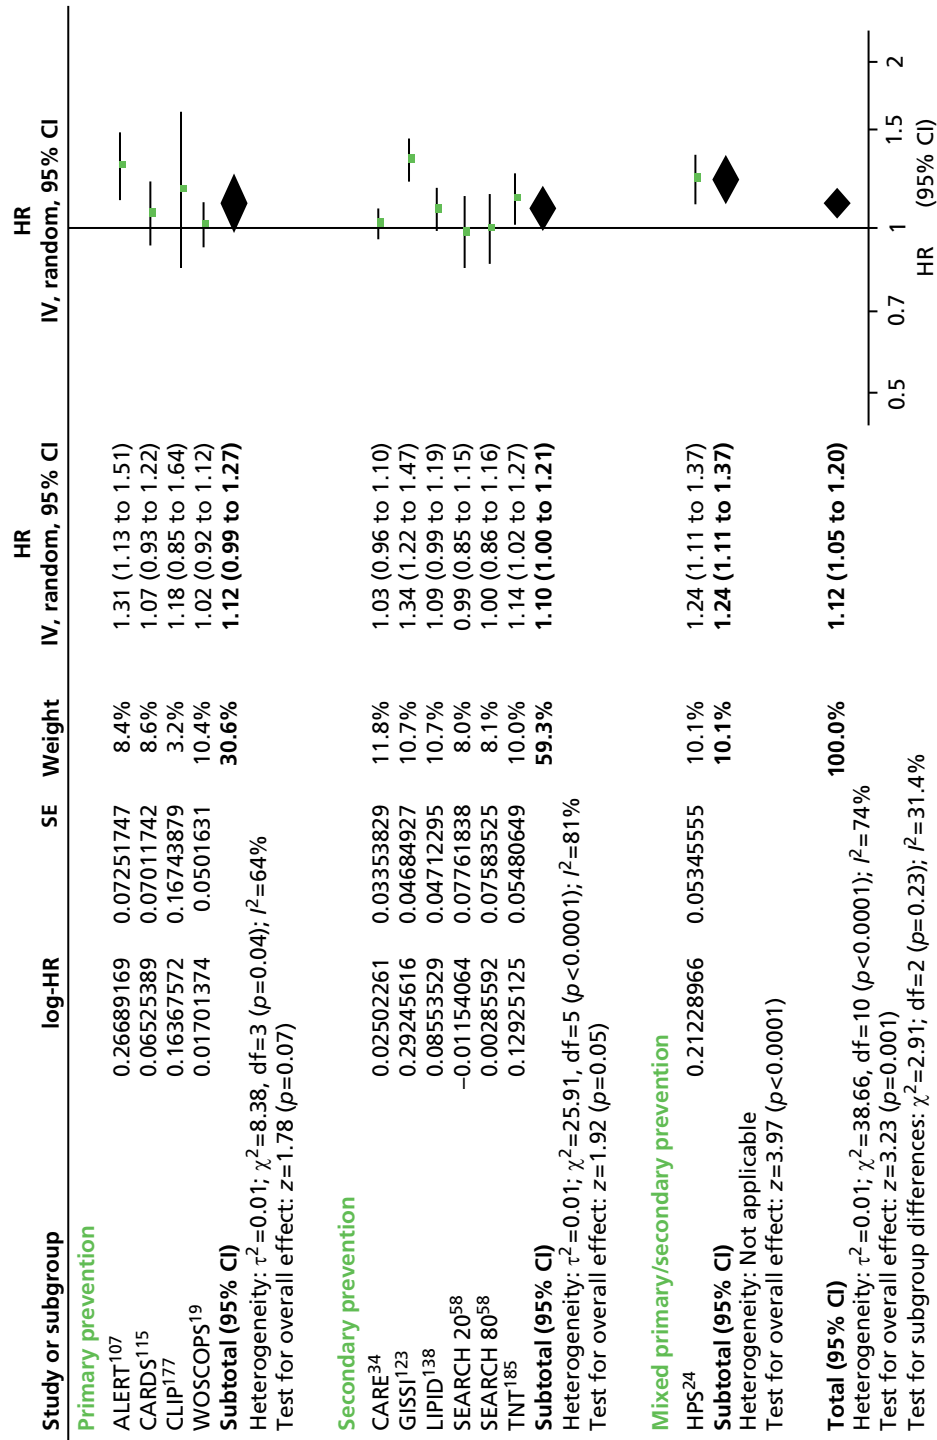 HR HR
Study or subgroup log-HR SE Weight IV, random, 95% CI IV, random, 95% CI
Primary prevention
ALERT107 0.26689169 0.07251747 8.4% 1.31 (1.13 to 1.51)
CARDS115 0.06525389 0.07011742 8.6% 1.07 (0.93 to 1.22)
CLIP177 0.16367572 0.16743879 3.2% 1.18 (0.85 to 1.64)
WOSCOPS19 0.01701374 0.0501631 10.4% 1.02 (0.92 to 1.12)
Subtotal (95% CI) 30.6% 1.12 (0.99 to 1.27)
Heterogeneity: τ2=0.01; χ2=8.38, df=3 (p=0.04); I2=64%
Test for overall effect: z=1.78 (p=0.07)
Secondary prevention
CARE34 0.02502261 0.03353829 11.8% 1.03 (0.96 to 1.10)
GISSI123 0.29245616 0.04684927 10.7% 1.34 (1.22 to 1.47)
LIPID138 0.08553529 0.04712295 10.7% 1.09 (0.99 to 1.19)
SEARCH 2058 −0.01154064 0.07761838 8.0% 0.99 (0.85 to 1.15)
SEARCH 8058 0.00285592 0.07583525 8.1% 1.00 (0.86 to 1.16)
TNT185 0.12925125 0.05480649 10.0% 1.14 (1.02 to 1.27)
Subtotal (95% CI) 59.3% 1.10 (1.00 to 1.21)
Heterogeneity: τ2=0.01; χ2=25.91, df=5 (p<0.0001); I2=81%
Test for overall effect: z=1.92 (p=0.05)
Mixed primary/secondary prevention
HPS24 0.21228966 0.05345555 10.1% 1.24 (1.11 to 1.37)
Subtotal (95% CI) 10.1% 1.24 (1.11 to 1.37)
Heterogeneity: Not applicable
Test for overall effect: z=3.97 (p<0.0001)
Total (95% CI) 100.0% 1.12 (1.05 to 1.20)
Heterogeneity: τ2=0.01; χ2=38.66, df=10 (p<0.0001); I2=74%
Test for overall effect: z=3.23 (p=0.001)
Test for subgroup differences: χ2=2.91; df=2 (p=0.23); I2=31.4%
0.5 0.7 1 1.5 2
HR (95% CI)